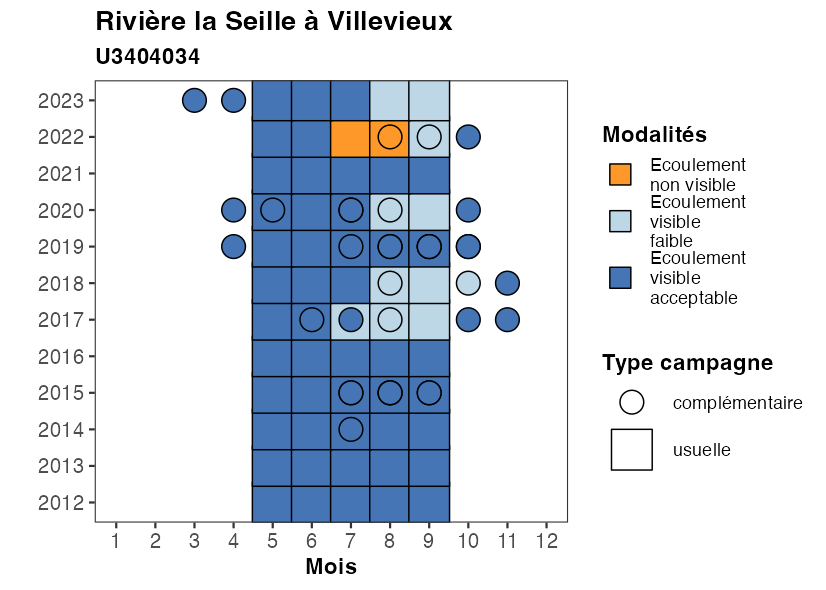 Rivière la Seille à Villevieux
U3404034
2023
2022
2021
2020
2019
2018
2017
2016
2015
2014
2013
2012
1 2 3 4 5 6 7 8 9 10 11 12
Mois
Modalités
Ecoulement
non visible
Ecoulement
visible
faible
Ecoulement
visible
acceptable
Type campagne
complémentaire
usuelle